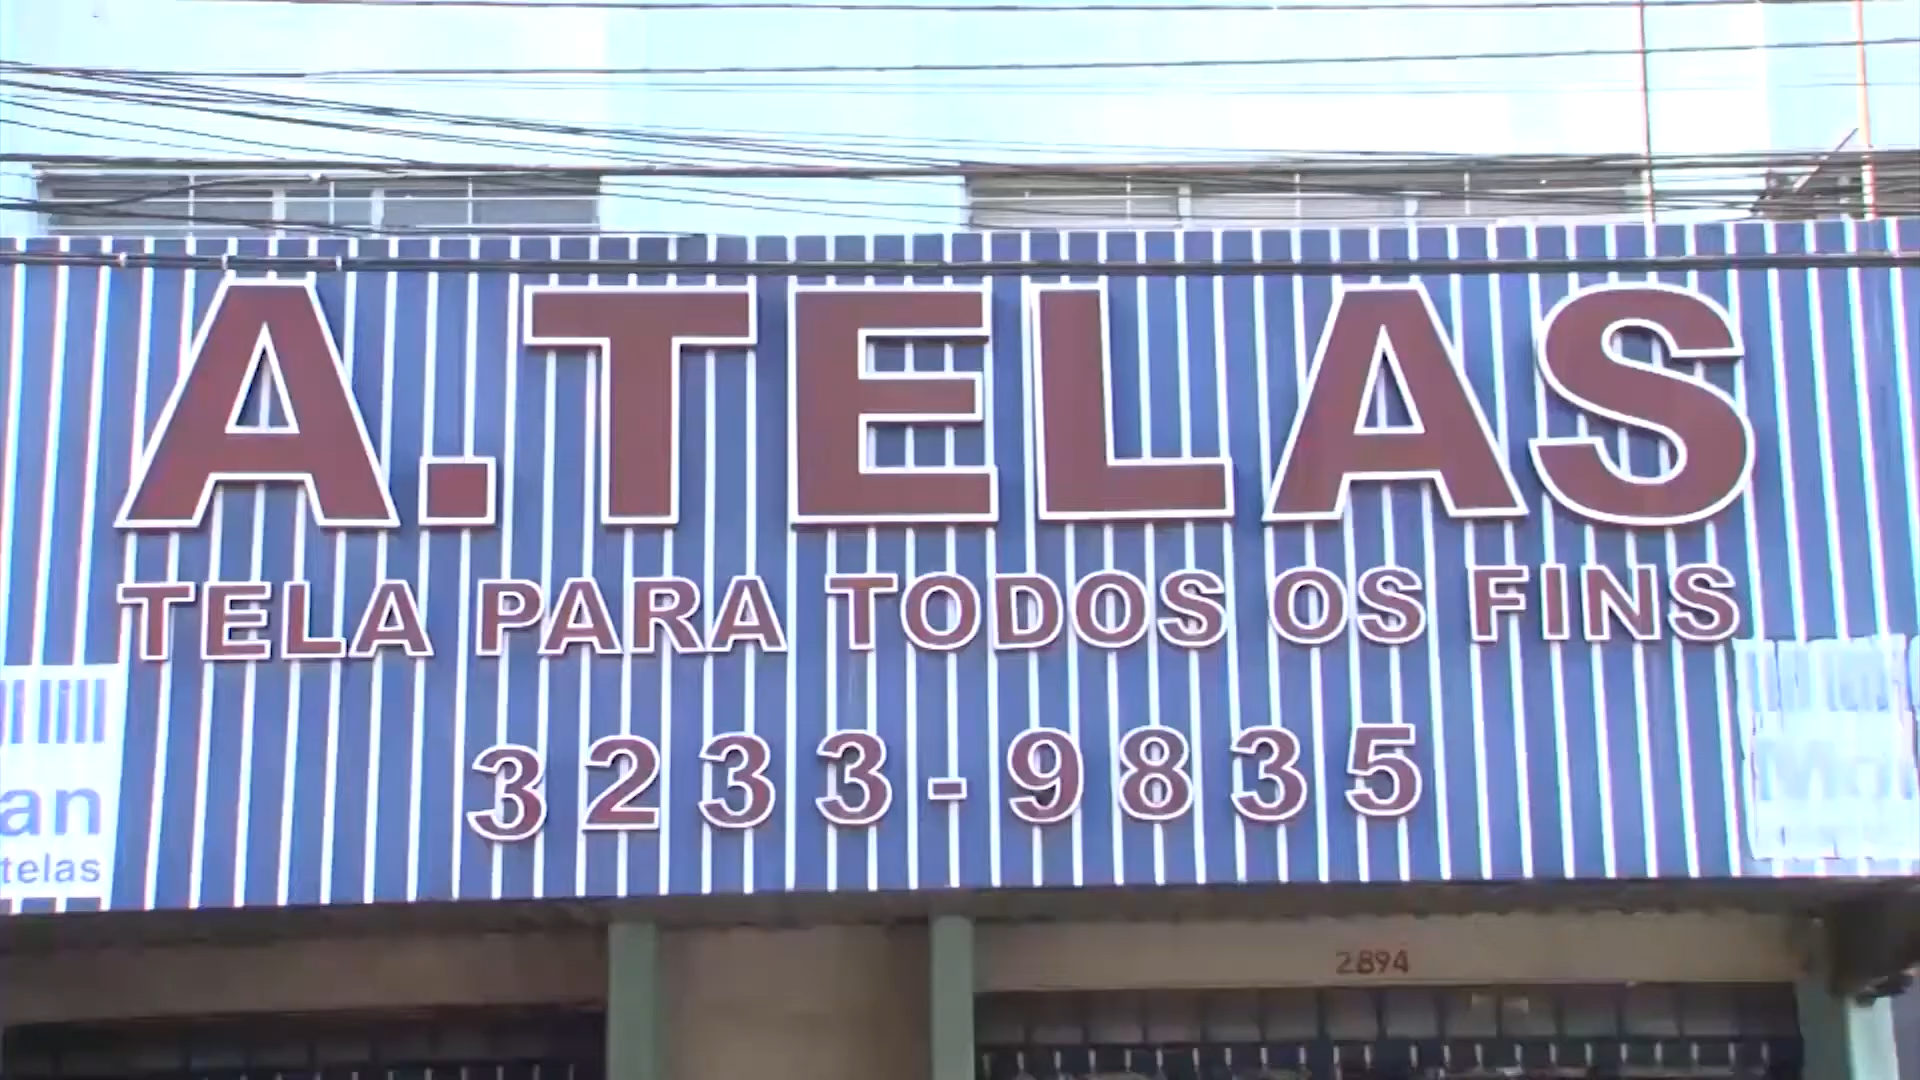 A.TELAS
TELA PARA TODOS OS FINS
3233-9835
an
telas
2894